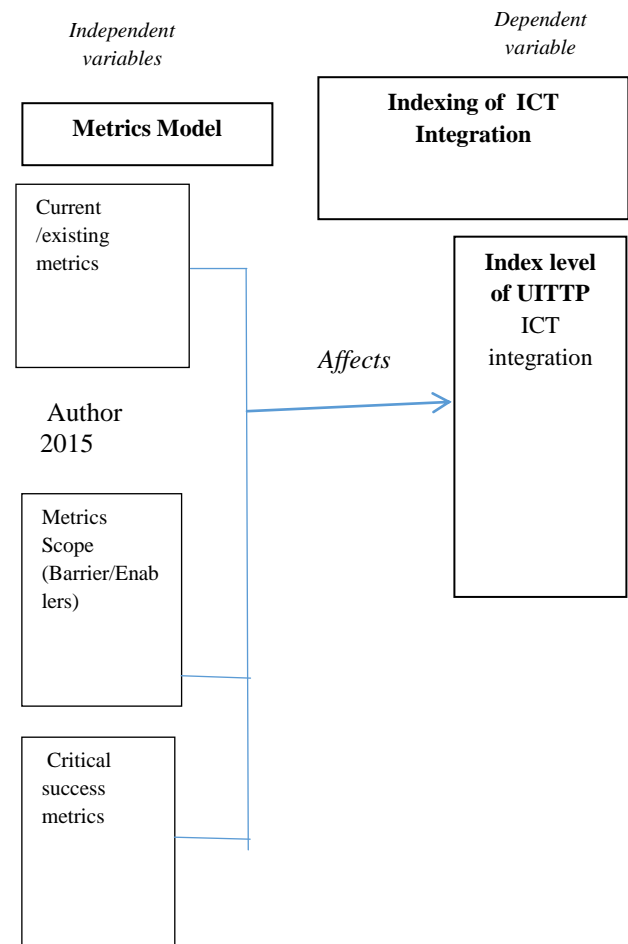 Independent
variables
Dependent
variable
Metrics Model
Indexing of ICT
Integration
Current
/existing
metrics
Index level
of UITTP
ICT
integration
Affects
Author
2015
Metrics
Scope
(Barrier/Enab
lers)
Critical
success
metrics